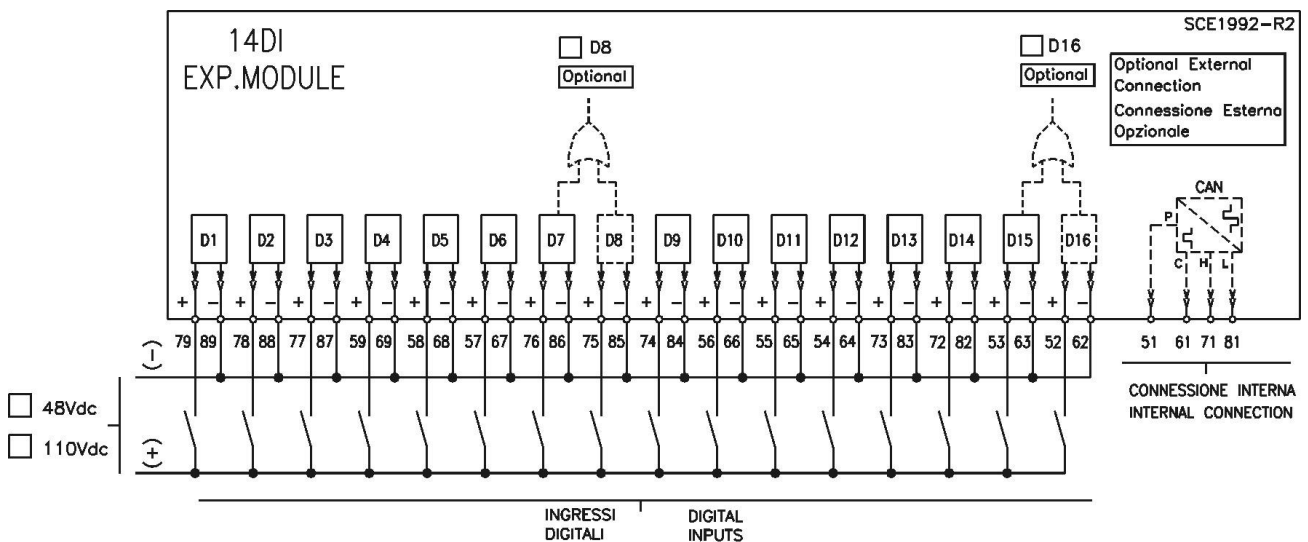 SCE1992-R2
14DI
EXP.MODULE
D8
Optional
D16
Optional
Optional External
Connection
Connessione Esterna
Opzionale
CAN
P
C H L
D1 D2 D3 D4 D5 D6 D7 D8 D9 D10 D11 D12 D13 D14 D15 D16
+ − + − + − + − + − + − + − + − + − + − + − + − + − + − + − + −
79 89 78 88 77 87 59 69 58 68 57 67 76 86 75 85 74 84 56 66 55 65 54 64 73 83 72 82 53 63 52 62 51 61 71 81
(−)
CONNESSIONE INTERNA
INTERNAL CONNECTION
48Vdc
110Vdc
(+)
INGRESSI
DIGITALI
DIGITAL
INPUTS